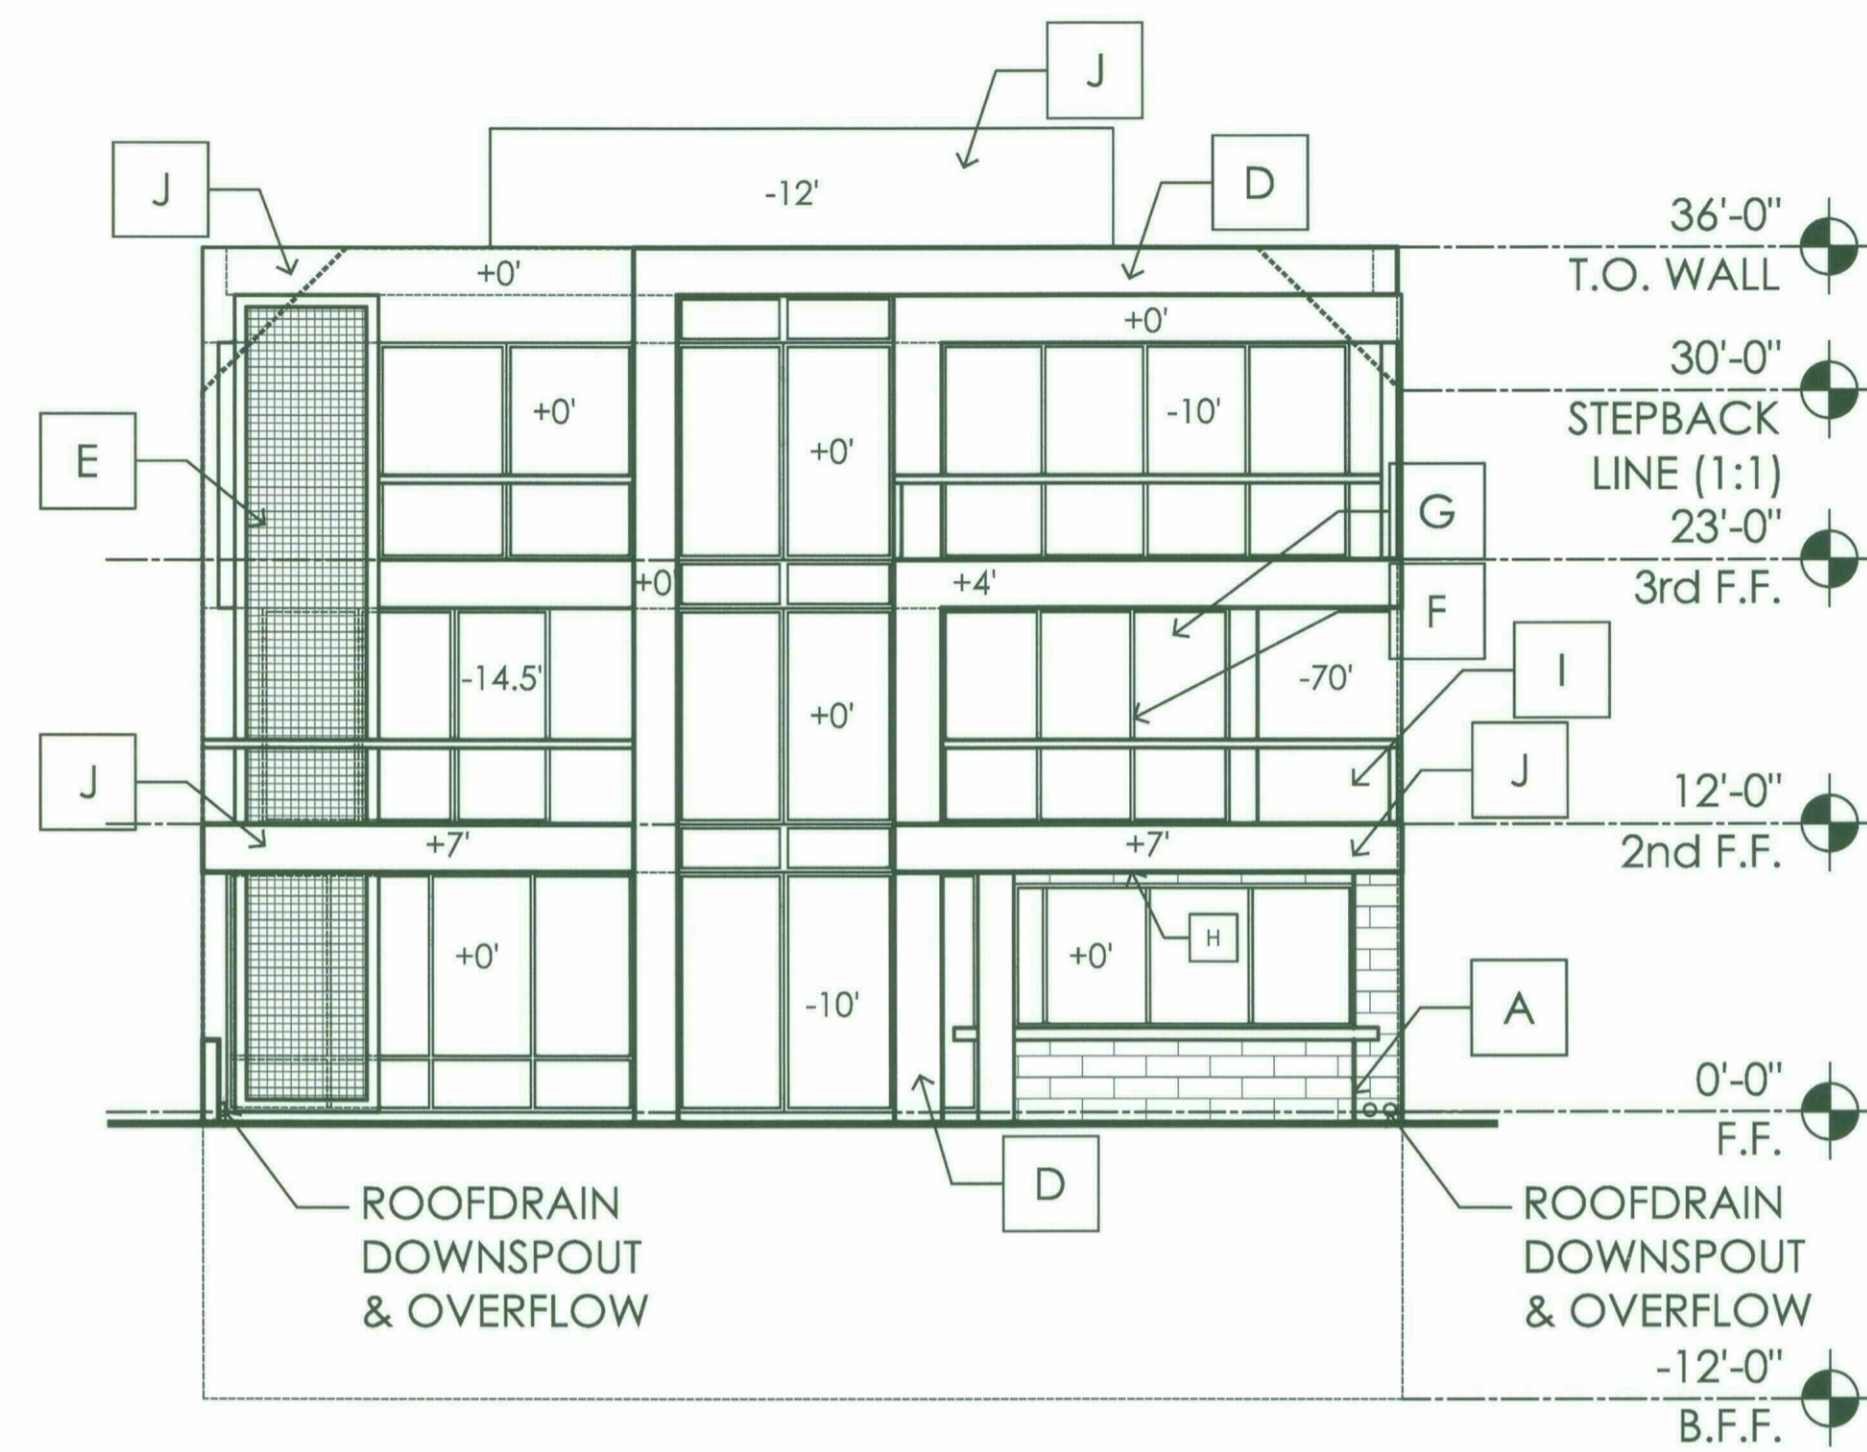 J
J
D
-12'
36'-0"
T.O. WALL
+0'
+0'
30'-0"
STEPBACK
LINE (1:1)
+0'
-10'
+0'
E
G
23'-0"
3rd F.F.
+0'
+4'
F
I
-14.5'
-70'
+0'
J
J
12'-0"
2nd F.F.
+7'
+7'
H
+0'
+0'
-10'
A
0'-0"
F.F.
D
ROOFDRAIN
DOWNSPOUT
& OVERFLOW
ROOFDRAIN
DOWNSPOUT
& OVERFLOW
-12'-0"
B.F.F.